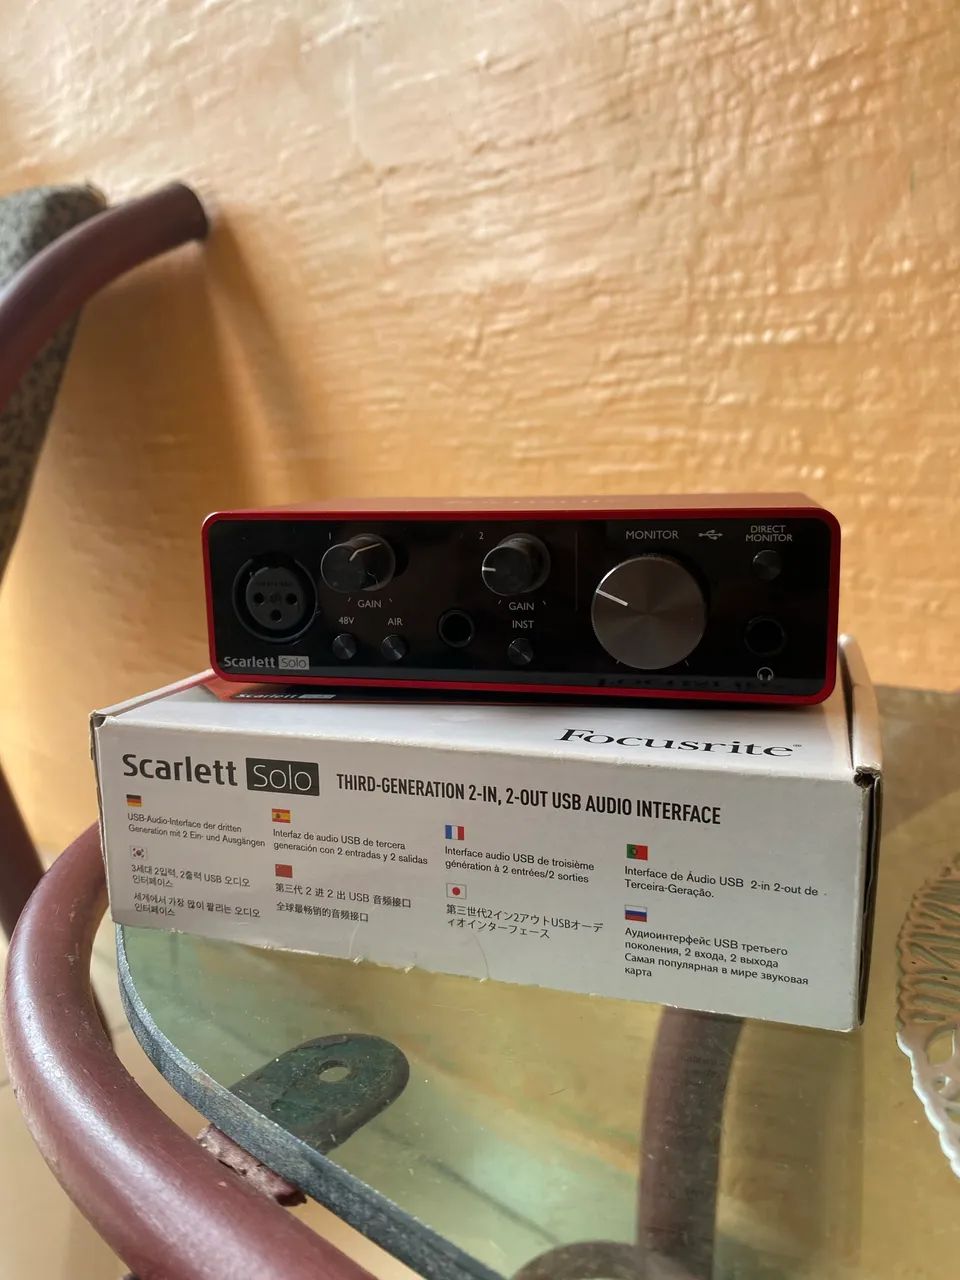 MONITOR
DIRECT
MONITOR
1
2
GAIN
GAIN
48V
AIR
INST
Scarlett Solo
Focusrite
Scarlett Solo THIRD-GENERATION 2-IN, 2-OUT USB AUDIO INTERFACE
USB-Audio-Interface der dritten
Generation mit 2 Ein- und Ausgängen
Interfaz de audio USB de tercera
generación con 2 entradas y 2 salidas
Interface audio USB de troisième
génération à 2 entrées/2 sorties
Interface de Áudio USB 2-in 2-out de
Terceira-Geração.
3세대 2입력, 2출력 USB 오디오
인터페이스
세계에서 가장 많이 팔리는 오디오
인터페이스
第三代 2 进 2 出 USB 音频接口
全球最畅销的音频接口
第三世代2イン2アウトUSBオーデ
ィオインターフェース
Аудиоинтерфейс USB третьего
поколения, 2 входа, 2 выхода
Самая популярная в мире звуковая
карта